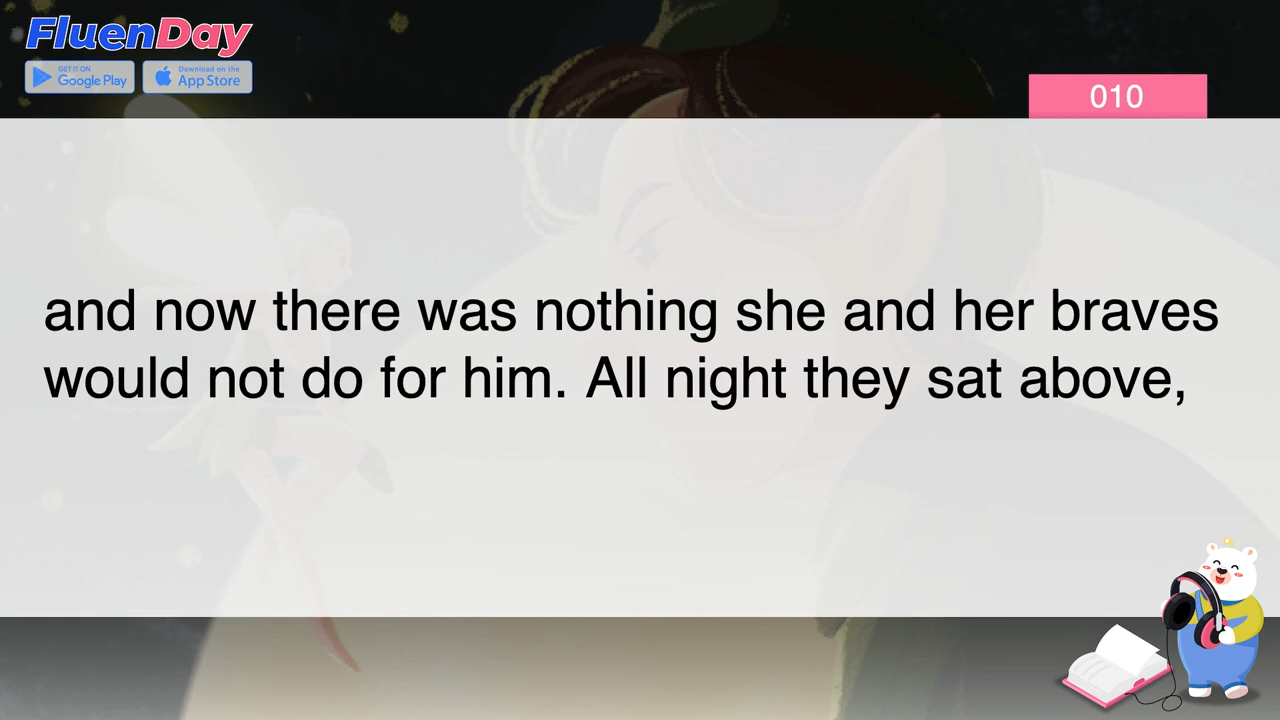 FluenDay
GET IT ON
Google Play
Download on the
App Store
010
and now there was nothing she and her braves
would not do for him. All night they sat above,